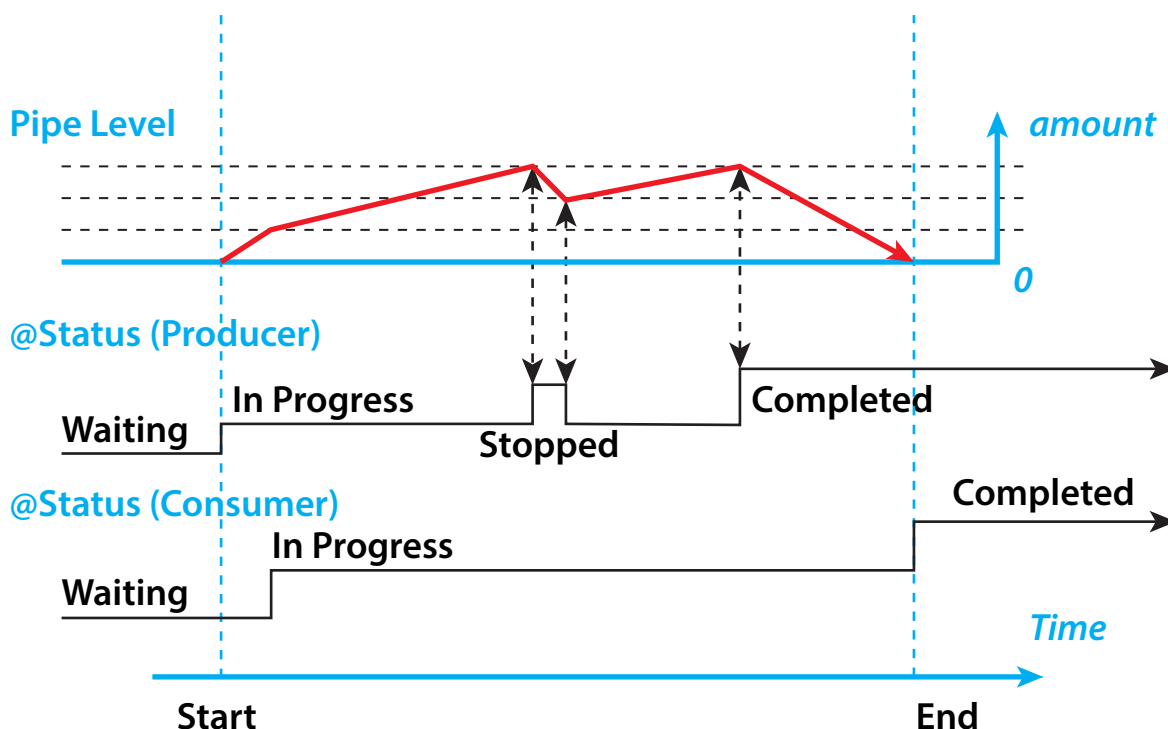 Pipe Level
amount
0
@Status (Producer)
In Progress
Completed
Waiting
Stopped
@Status (Consumer)
Completed
In Progress
Waiting
Time
Start
End